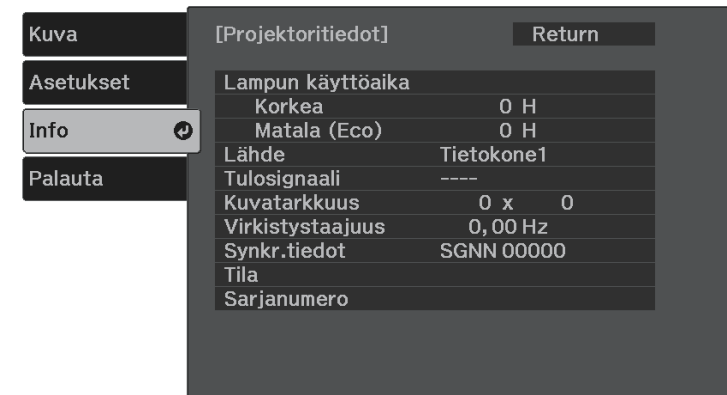 Kuva
Asetukset
Info
Palauta
[Projektoritiedot] Return
Lampun käyttöaika
Korkea 0 H
Matala (Eco) 0 H
Lähde Tietokone1
Tulosignaali ----
Kuvatarkkuus 0 x 0
Virkistystaajuus 0,00 Hz
Synkr.tiedot SGNN 00000
Tila
Sarjanumero